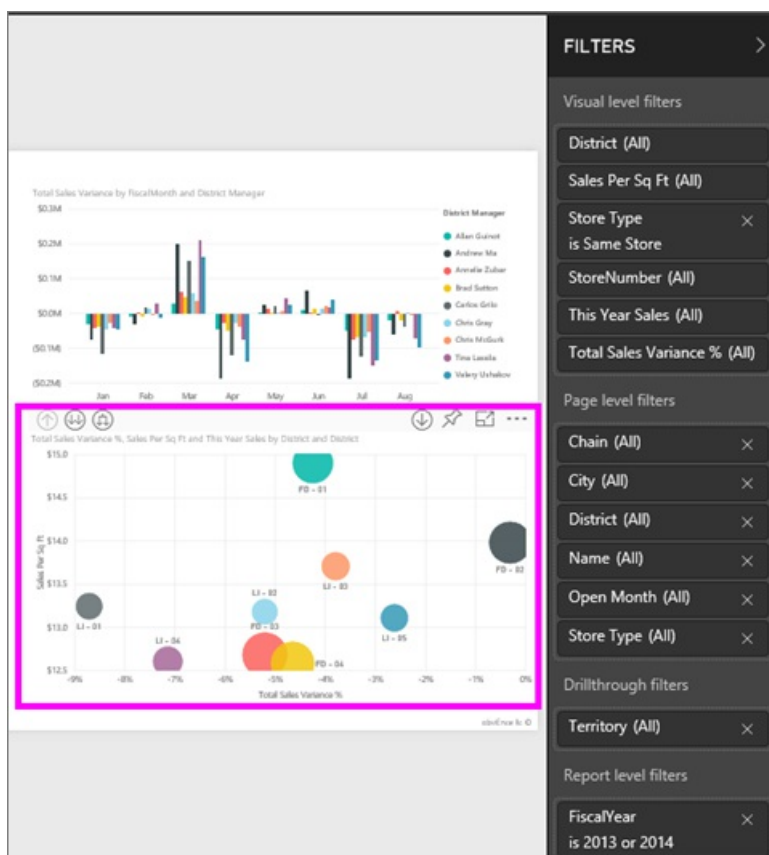 FILTERS
Visual level filters
District (All)
Sales Per Sq Ft (All)
Store Type
is Same Store
StoreNumber (All)
This Year Sales (All)
Total Sales Variance % (All)
Page level filters
Chain (All)
City (All)
District (All)
Name (All)
Open Month (All)
Store Type (All)
Drillthrough filters
Territory (All)
Report level filters
FiscalYear
is 2013 or 2014
Total Sales Variance by FiscalMonth and District Manager
$0.3M
$0.2M
$0.1M
$0.0M
($0.1M)
($0.2M)
Jan Feb Mar Apr May Jun Jul Aug
District Manager
Allan Guinot
Andrew Ma
Annelie Zubar
Brad Sutton
Carlos Grilo
Chris Gray
Chris McGurk
Tina Lassila
Valery Ushakov
Total Sales Variance %, Sales Per Sq Ft and This Year Sales by District and District
Sales Per Sq Ft
$15.0
$14.5
$14.0
$13.5
$13.0
$12.5
FD - 01
FD - 02
LI - 03
LI - 02
LI - 01
FD - 03
LI - 05
LI - 04
FD - 04
-9% -8% -7% -6% -5% -4% -3% -2% -1% 0%
Total Sales Variance %
obviEnce llc ©